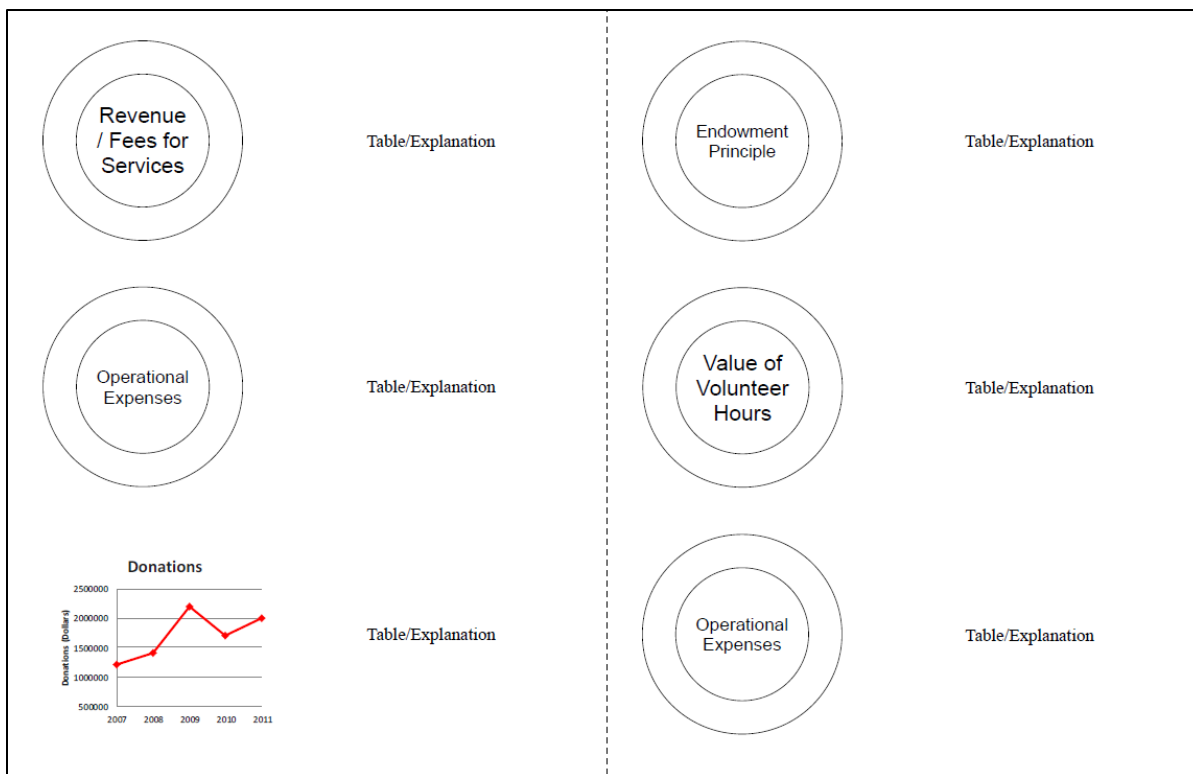 Revenue
/ Fees for
Services
Table/Explanation
Operational
Expenses
Table/Explanation
Donations
Donations (Dollars)
2500000
2000000
1500000
1000000
500000
2007 2008 2009 2010 2011
Table/Explanation
Endowment
Principle
Table/Explanation
Value of
Volunteer
Hours
Table/Explanation
Operational
Expenses
Table/Explanation